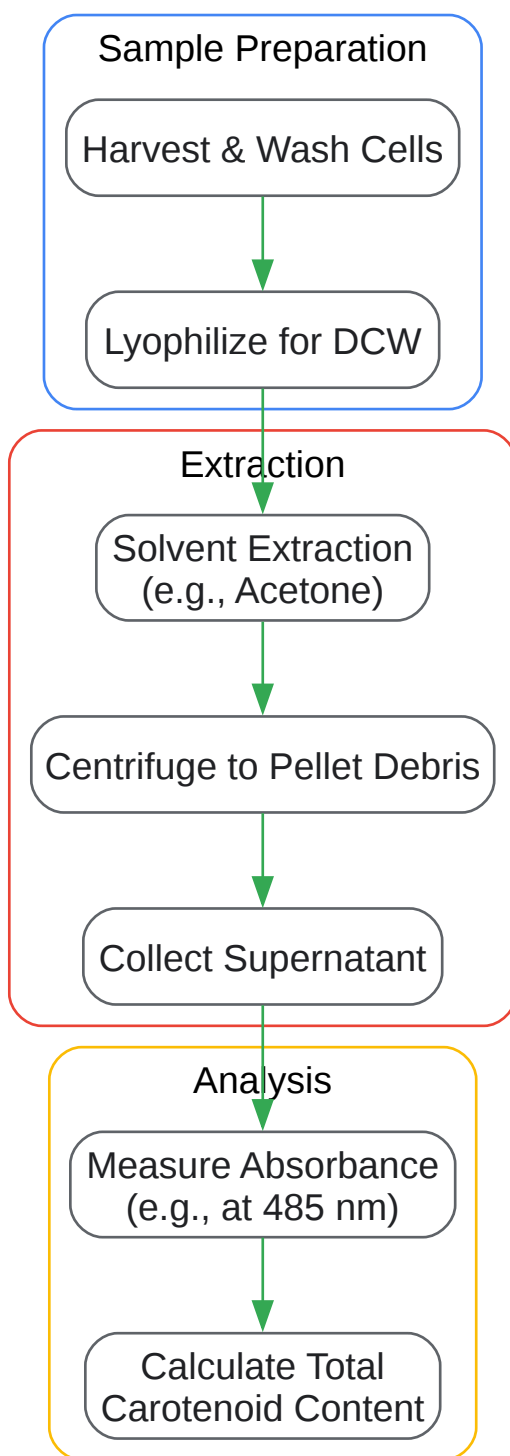 Sample Preparation
Harvest & Wash Cells
Lyophilize for DCW
Extraction
Solvent Extraction
(e.g., Acetone)
Centrifuge to Pellet Debris
Collect Supernatant
Analysis
Measure Absorbance
(e.g., at 485 nm)
Calculate Total
Carotenoid Content